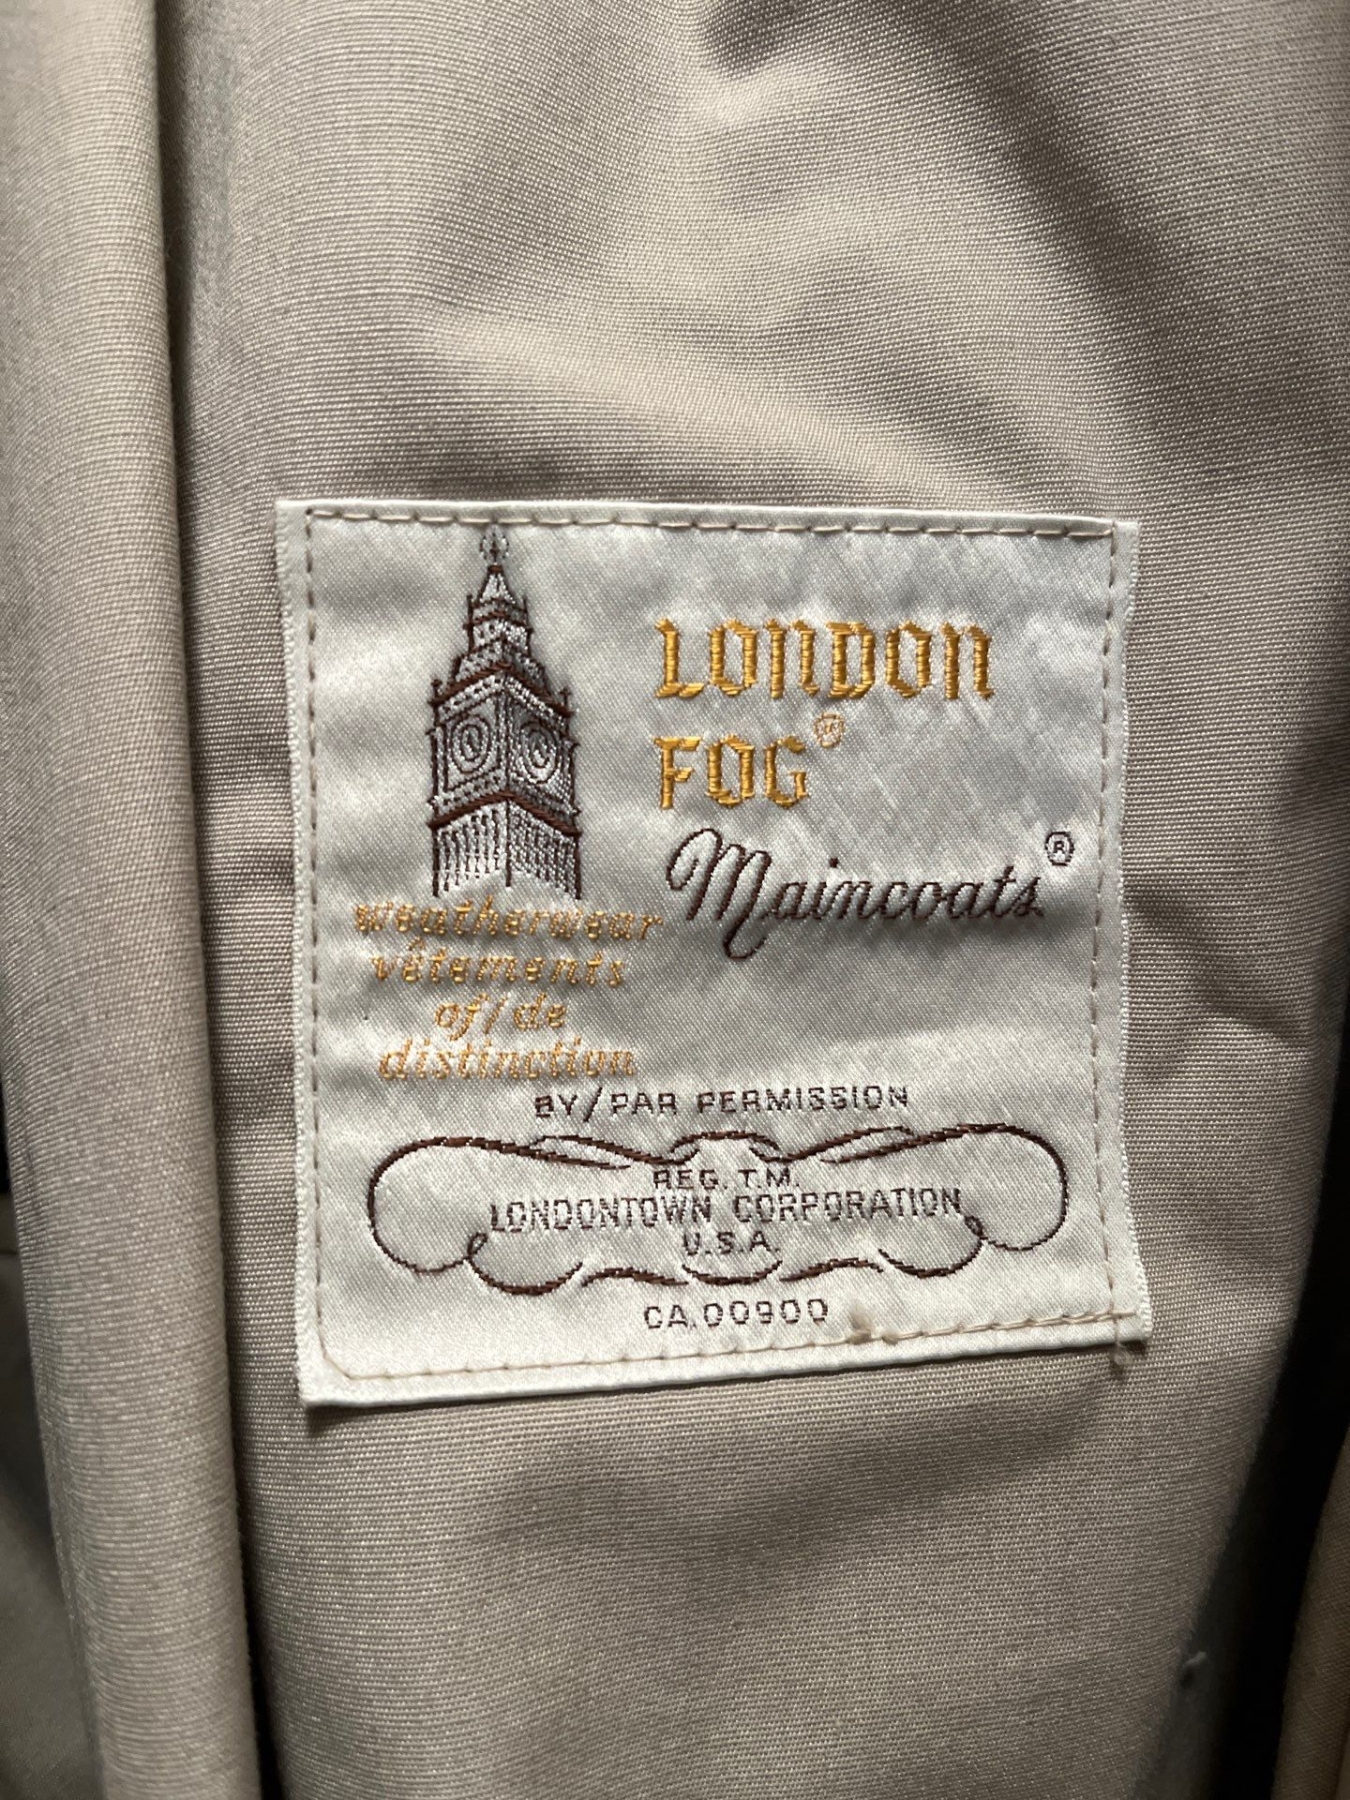 LONDON
FOG®
Maincoats®
weatherwear
vêtements
of/de
distinction
BY/PAR PERMISSION
REG. T.M.
LONDONTOWN CORPORATION
U.S.A.
CA.00900